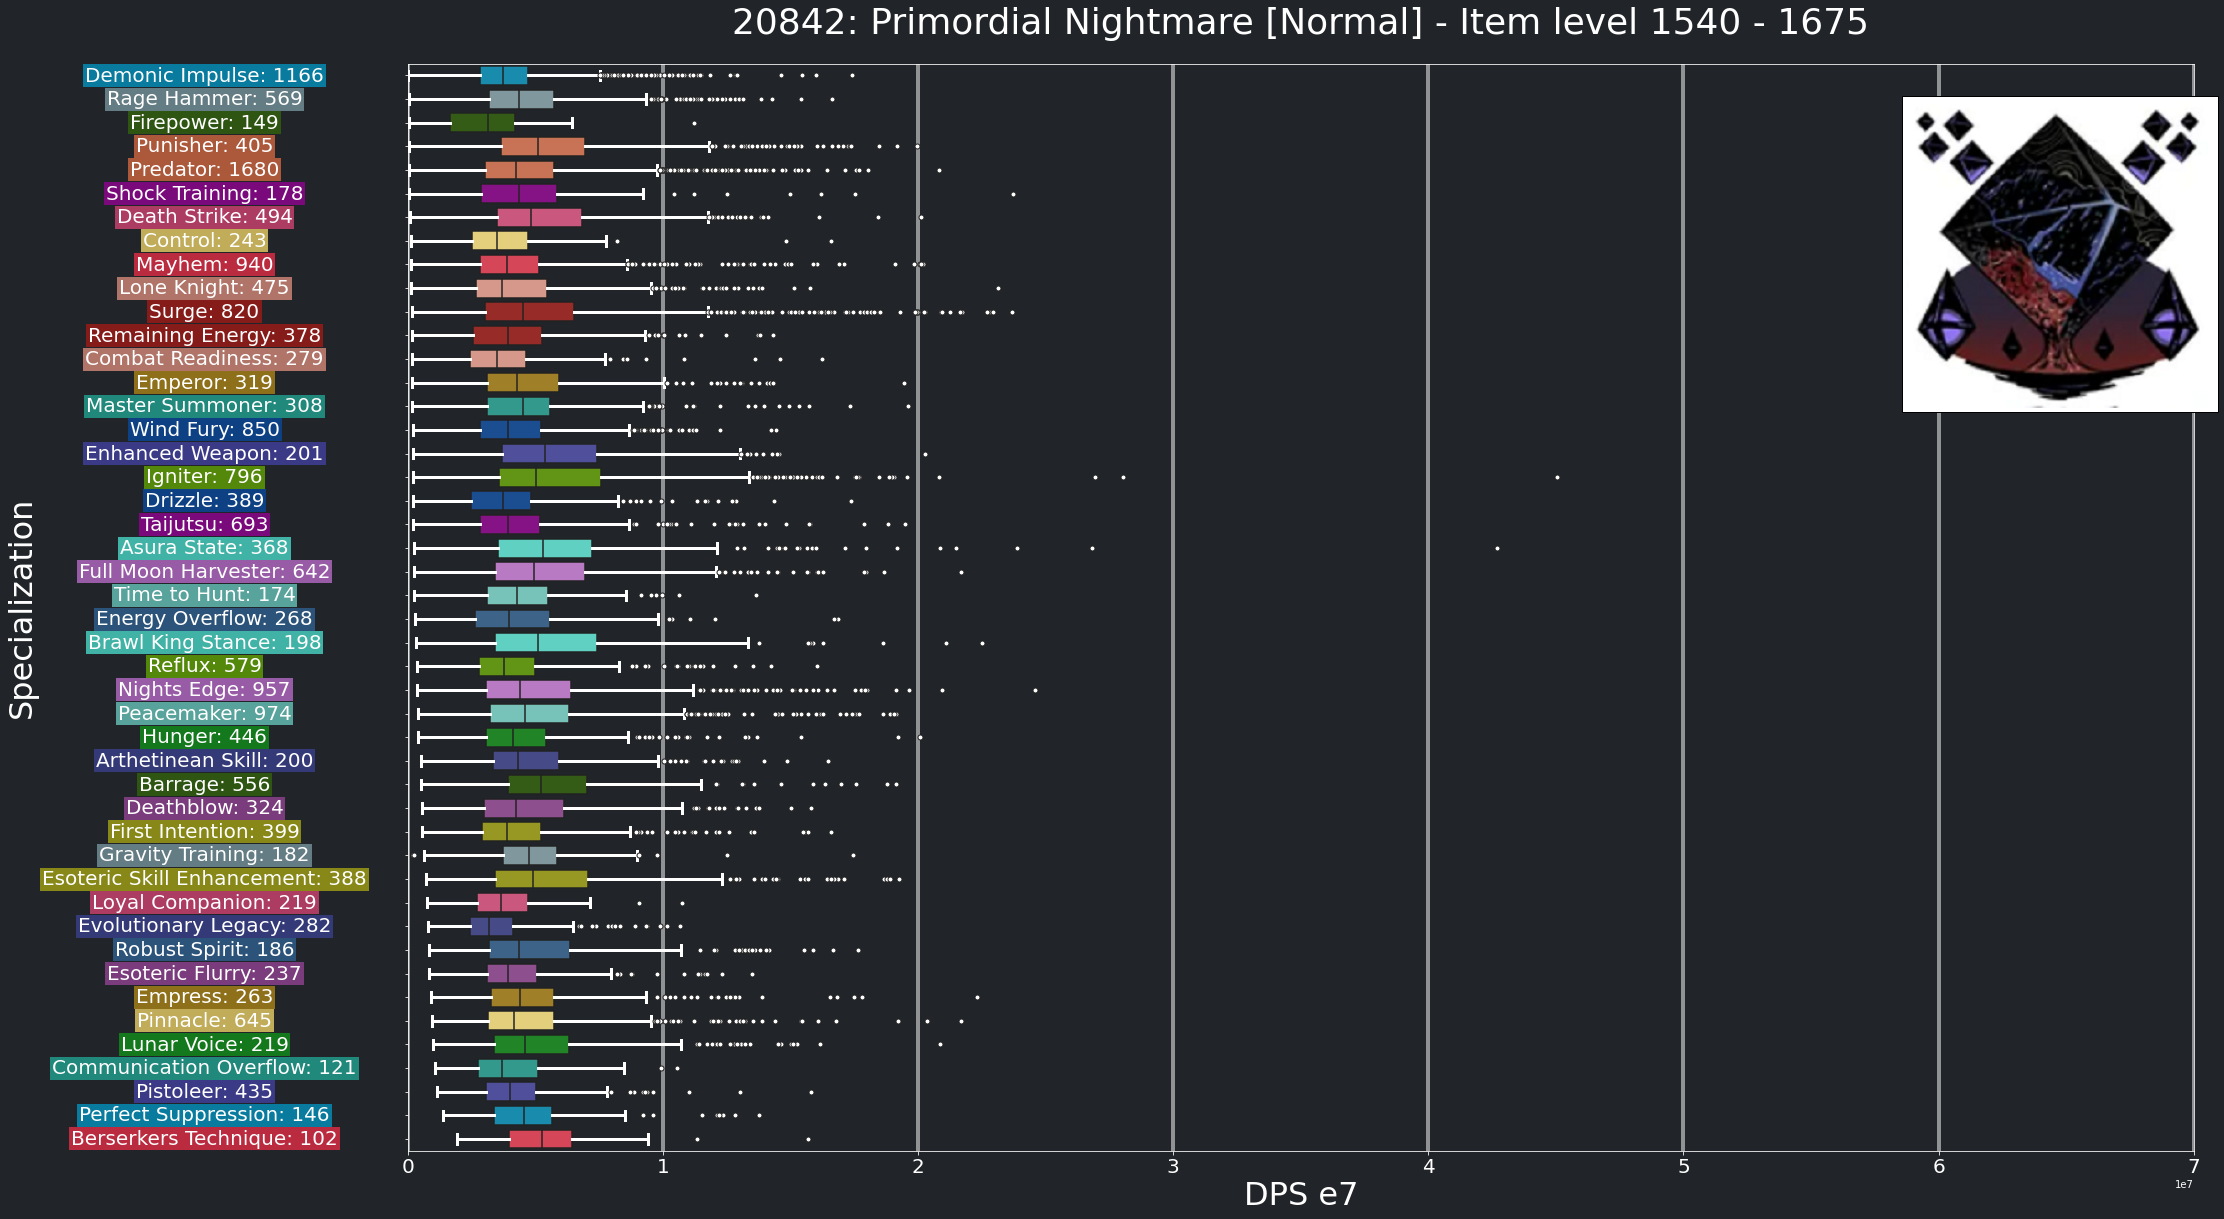 20842: Primordial Nightmare [Normal] - Item level 1540 - 1675
Demonic Impulse: 1166
Rage Hammer: 569
Firepower: 149
Punisher: 405
Predator: 1680
Shock Training: 178
Death Strike: 494
Control: 243
Mayhem: 940
Lone Knight: 475
Surge: 820
Remaining Energy: 378
Combat Readiness: 279
Emperor: 319
Master Summoner: 308
Wind Fury: 850
Enhanced Weapon: 201
Igniter: 796
Drizzle: 389
Taijutsu: 693
Asura State: 368
Full Moon Harvester: 642
Time to Hunt: 174
Energy Overflow: 268
Brawl King Stance: 198
Reflux: 579
Nights Edge: 957
Peacemaker: 974
Hunger: 446
Arthetinean Skill: 200
Barrage: 556
Deathblow: 324
First Intention: 399
Gravity Training: 182
Esoteric Skill Enhancement: 388
Loyal Companion: 219
Evolutionary Legacy: 282
Robust Spirit: 186
Esoteric Flurry: 237
Empress: 263
Pinnacle: 645
Lunar Voice: 219
Communication Overflow: 121
Pistoleer: 435
Perfect Suppression: 146
Berserkers Technique: 102
Specialization
0 1 2 3 4 5 6 7
1e7
DPS e7